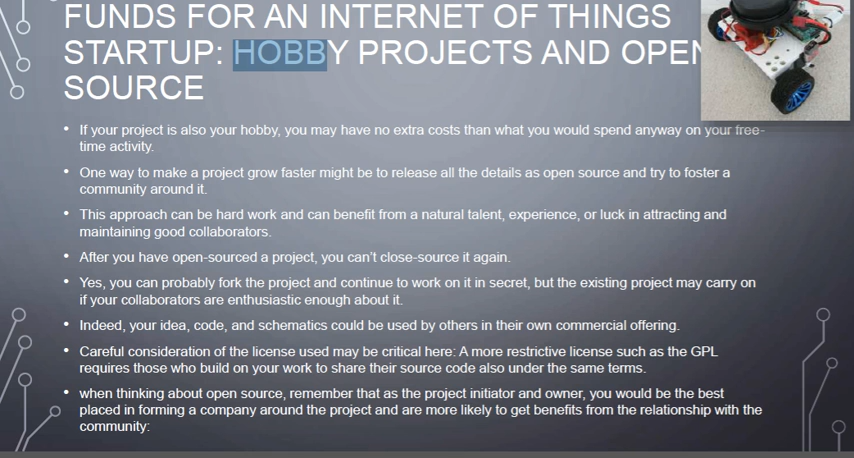 FUNDS FOR AN INTERNET OF THINGS
STARTUP: HOBBY PROJECTS AND OPEN
SOURCE
• If your project is also your hobby, you may have no extra costs than what you would spend anyway on your free-
time activity.
• One way to make a project grow faster might be to release all the details as open source and try to foster a
community around it.
• This approach can be hard work and can benefit from a natural talent, experience, or luck in attracting and
maintaining good collaborators.
• After you have open-sourced a project, you can’t close-source it again.
• Yes, you can probably fork the project and continue to work on it in secret, but the existing project may carry on
if your collaborators are enthusiastic enough about it.
• Indeed, your idea, code, and schematics could be used by others in their own commercial offering.
• Careful consideration of the license used may be critical here: A more restrictive license such as the GPL
requires those who build on your work to share their source code also under the same terms.
• when thinking about open source, remember that as the project initiator and owner, you would be the best
placed in forming a company around the project and are more likely to get benefits from the relationship with the
community: